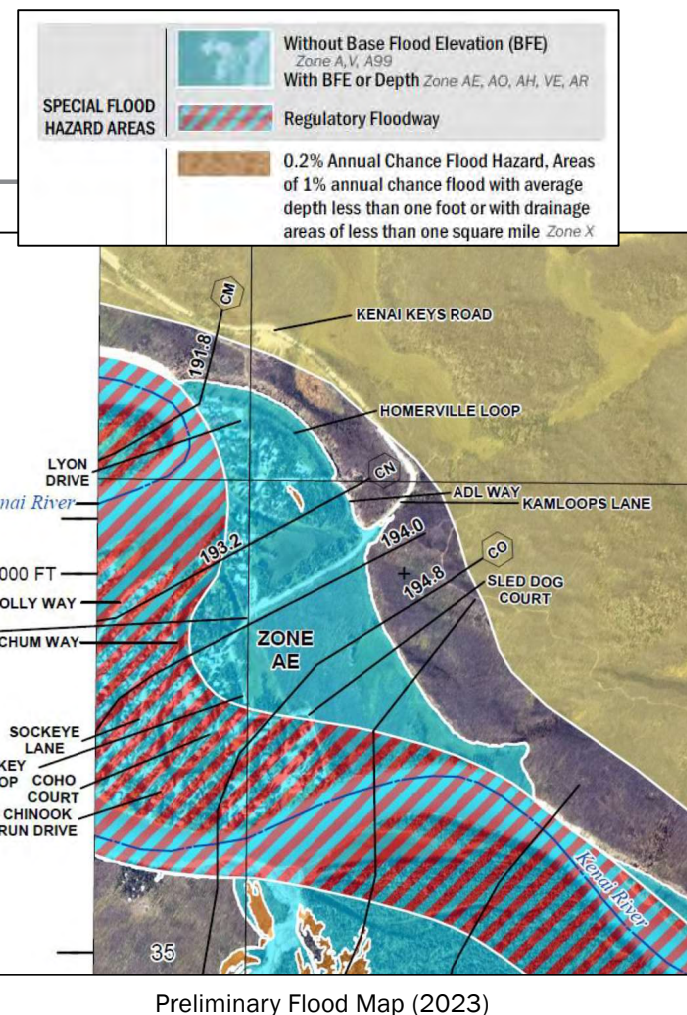 Without Base Flood Elevation (BFE)
Zone A,V, A99
With BFE or Depth Zone AE, AO, AH, VE, AR
SPECIAL FLOOD
HAZARD AREAS
Regulatory Floodway
0.2% Annual Chance Flood Hazard, Areas
of 1% annual chance flood with average
depth less than one foot or with drainage
areas of less than one square mile Zone X
CM
KENAI KEYS ROAD
191.8
HOMERVILLE LOOP
LYON
DRIVE
CN
ADL WAY
nai River
KAMLOOPS LANE
194.0
193.2
CO
000 FT
194.8
SLED DOG
COURT
OLLY WAY
ZONE
AE
CHUM WAY
SOCKEYE
LANE
KEY
OP
COHO
COURT
CHINOOK
RUN DRIVE
Kenai River
35
Preliminary Flood Map (2023)